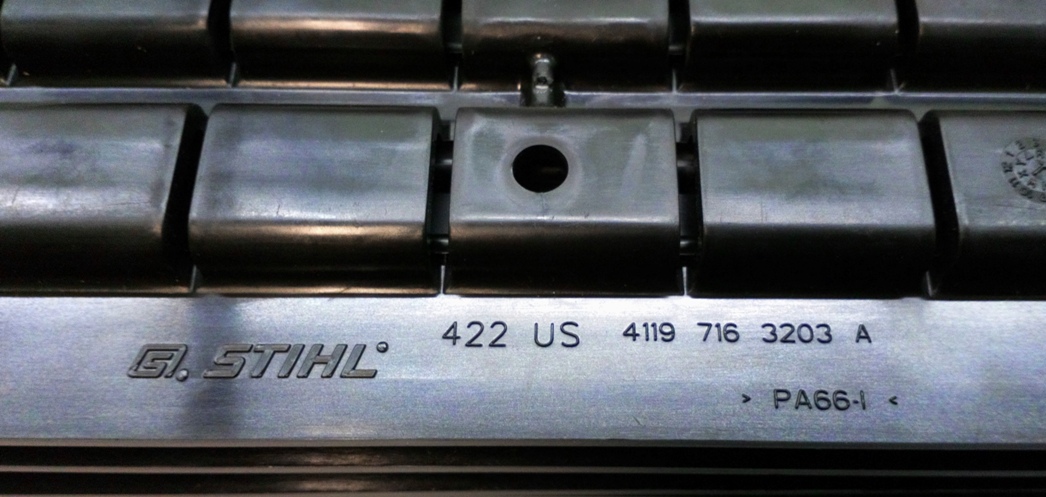 422 US 4119 716 3203 A
G. STIHL®
> PA66-I <